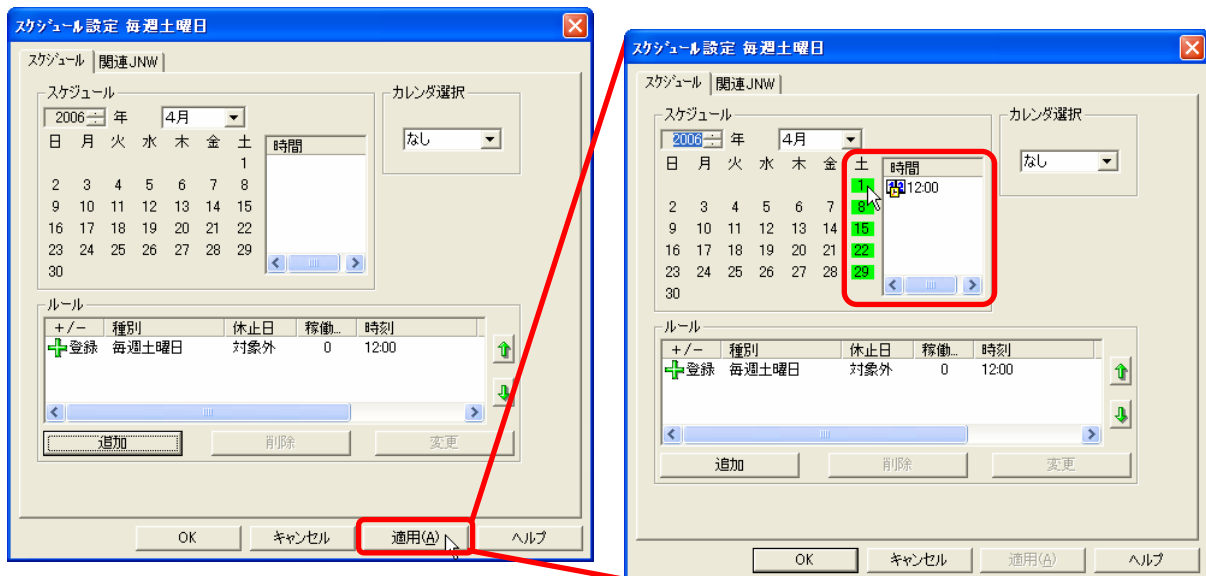 スケジュール設定 毎週土曜日
スケジュール 関連JNW
スケジュール
カレンダ選択
2006 年 4月
なし
日 月 火 水 木 金 土
時間
1
2 3 4 5 6 7 8
9 10 11 12 13 14 15
16 17 18 19 20 21 22
23 24 25 26 27 28 29
30
ルール
+/- 種別 休止日 稼働... 時刻
登録 毎週土曜日 対象外 0 12:00
追加 削除 変更
OK キャンセル 適用(A) ヘルプ
スケジュール設定 毎週土曜日
スケジュール 関連JNW
スケジュール
カレンダ選択
2006 年 4月
なし
日 月 火 水 木 金 土
時間
1
12:00
2 3 4 5 6 7 8
9 10 11 12 13 14 15
16 17 18 19 20 21 22
23 24 25 26 27 28 29
30
ルール
+/- 種別 休止日 稼働... 時刻
登録 毎週土曜日 対象外 0 12:00
追加 削除 変更
OK キャンセル 適用(A) ヘルプ